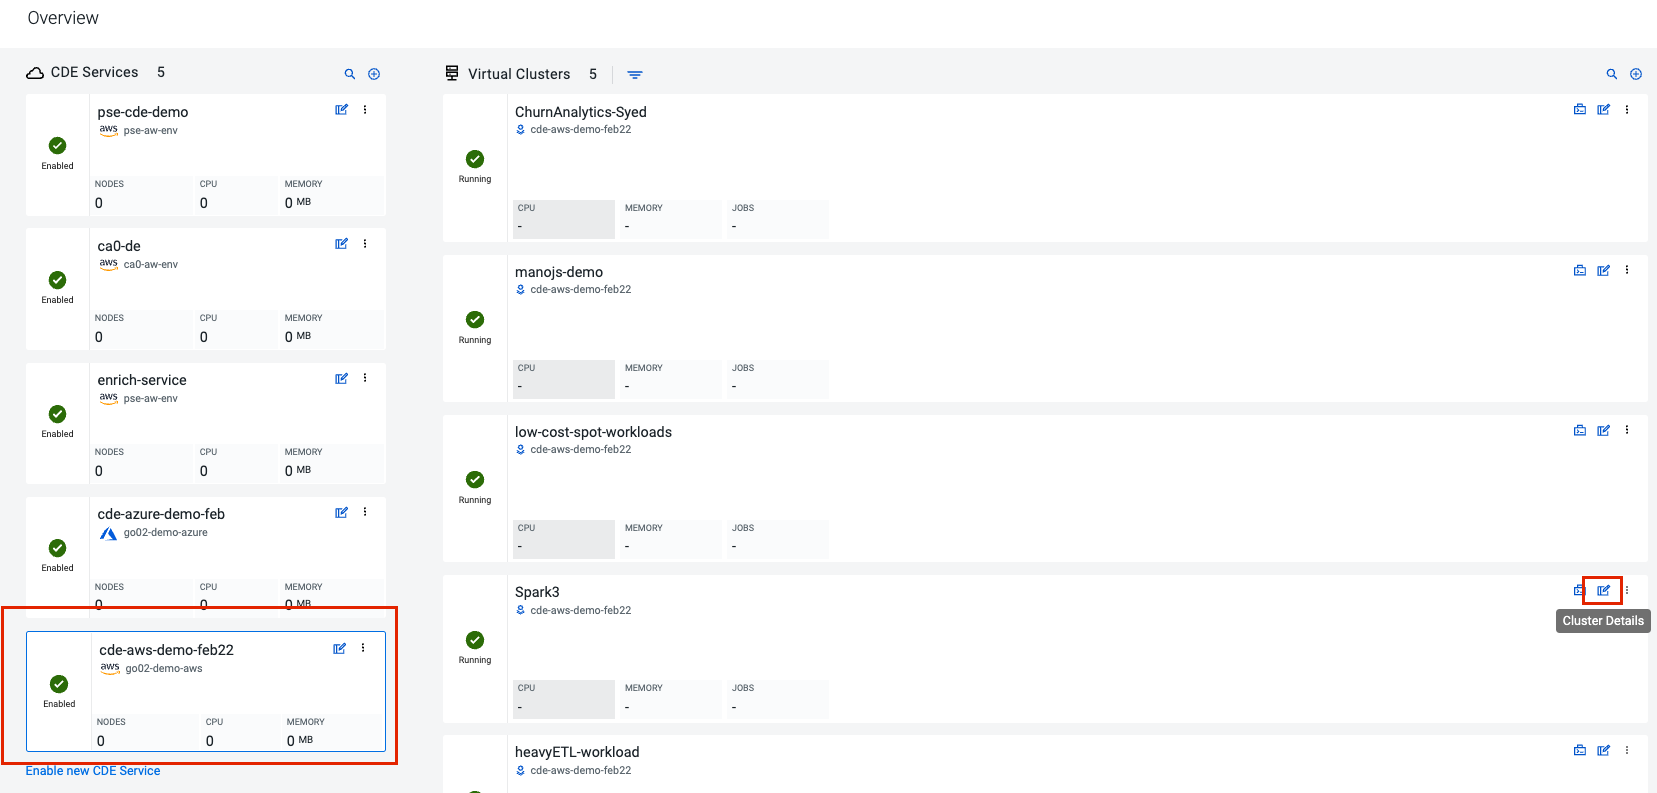 Overview
CDE Services 5
pse-cde-demo
aws pse-aw-env
Enabled
NODES CPU MEMORY
0 0 0 MB
ca0-de
aws ca0-aw-env
Enabled
NODES CPU MEMORY
0 0 0 MB
enrich-service
aws pse-aw-env
Enabled
NODES CPU MEMORY
0 0 0 MB
cde-azure-demo-feb
go02-demo-azure
Enabled
NODES CPU MEMORY
0 0 0 MB
cde-aws-demo-feb22
aws go02-demo-aws
Enabled
NODES CPU MEMORY
0 0 0 MB
Enable new CDE Service
Virtual Clusters 5
ChurnAnalytics-Syed
cde-aws-demo-feb22
Running
CPU MEMORY JOBS
- - -
manojs-demo
cde-aws-demo-feb22
Running
CPU MEMORY JOBS
- - -
low-cost-spot-workloads
cde-aws-demo-feb22
Running
CPU MEMORY JOBS
- - -
Spark3
cde-aws-demo-feb22
Cluster Details
Running
CPU MEMORY JOBS
- - -
heavyETL-workload
cde-aws-demo-feb22